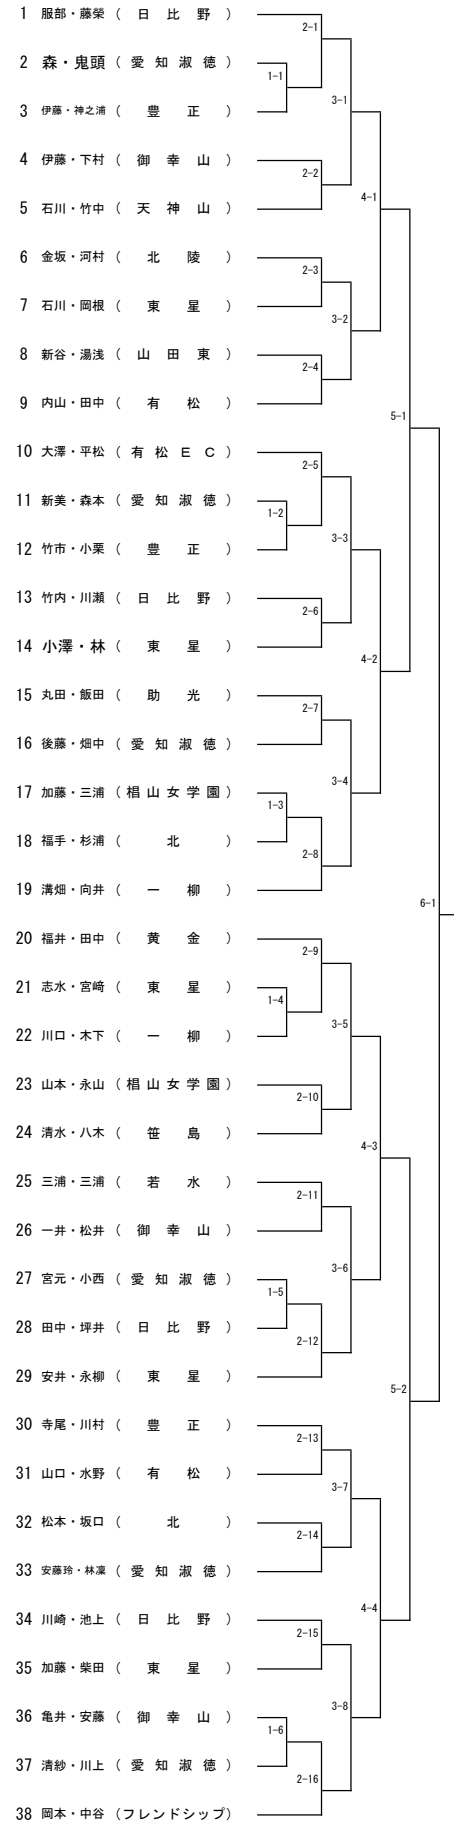 1 服部・藤榮 （ 日 比 野 ）
2-1
2 森・鬼頭 （ 愛 知 淑 徳 ）
1-1
3-1
3 伊藤・神之浦 （ 豊 正 ）
4 伊藤・下村 （ 御 幸 山 ）
2-2
4-1
5 石川・竹中 （ 天 神 山 ）
6 金坂・河村 （ 北 陵 ）
2-3
7 石川・岡根 （ 東 星 ）
3-2
8 新谷・湯浅 （ 山 田 東 ）
2-4
9 内山・田中 （ 有 松 ）
5-1
10 大澤・平松 （ 有 松 Ｅ Ｃ ）
2-5
11 新美・森本 （ 愛 知 淑 徳 ）
1-2
3-3
12 竹市・小栗 （ 豊 正 ）
13 竹内・川瀬 （ 日 比 野 ）
2-6
14 小澤・林 （ 東 星 ）
4-2
15 丸田・飯田 （ 助 光 ）
2-7
16 後藤・畑中 （ 愛 知 淑 徳 ）
3-4
17 加藤・三浦 （ 椙 山 女 学 園 ）
1-3
18 福手・杉浦 （ 北 ）
2-8
19 溝畑・向井 （ 一 柳 ）
6-1
20 福井・田中 （ 黄 金 ）
2-9
21 志水・宮﨑 （ 東 星 ）
1-4
3-5
22 川口・木下 （ 一 柳 ）
23 山本・永山 （ 椙 山 女 学 園 ）
2-10
24 清水・八木 （ 笹 島 ）
4-3
25 三浦・三浦 （ 若 水 ）
2-11
26 一井・松井 （ 御 幸 山 ）
3-6
27 宮元・小西 （ 愛 知 淑 徳 ）
1-5
28 田中・坪井 （ 日 比 野 ）
2-12
29 安井・永柳 （ 東 星 ）
5-2
30 寺尾・川村 （ 豊 正 ）
2-13
31 山口・水野 （ 有 松 ）
3-7
32 松本・坂口 （ 北 ）
2-14
33 安藤玲・林凜 （ 愛 知 淑 徳 ）
4-4
34 川崎・池上 （ 日 比 野 ）
2-15
35 加藤・柴田 （ 東 星 ）
3-8
36 亀井・安藤 （ 御 幸 山 ）
1-6
37 清紗・川上 （ 愛 知 淑 徳 ）
2-16
38 岡本・中谷 （フレンドシップ）